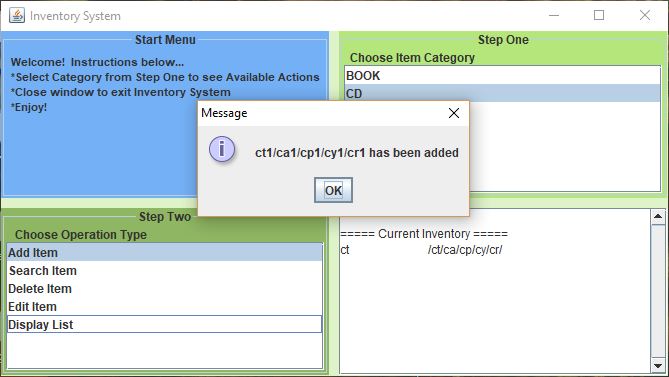 Inventory System
Start Menu
Welcome! Instructions below...
*Select Category from Step One to see Available Actions
*Close window to exit Inventory System
*Enjoy!
Step One
Choose Item Category
BOOK
CD
Message
ct1/ca1/cp1/cy1/cr1 has been added
OK
Step Two
Choose Operation Type
Add Item
Search Item
Delete Item
Edit Item
Display List
===== Current Inventory =====
ct /ct/ca/cp/cy/cr/